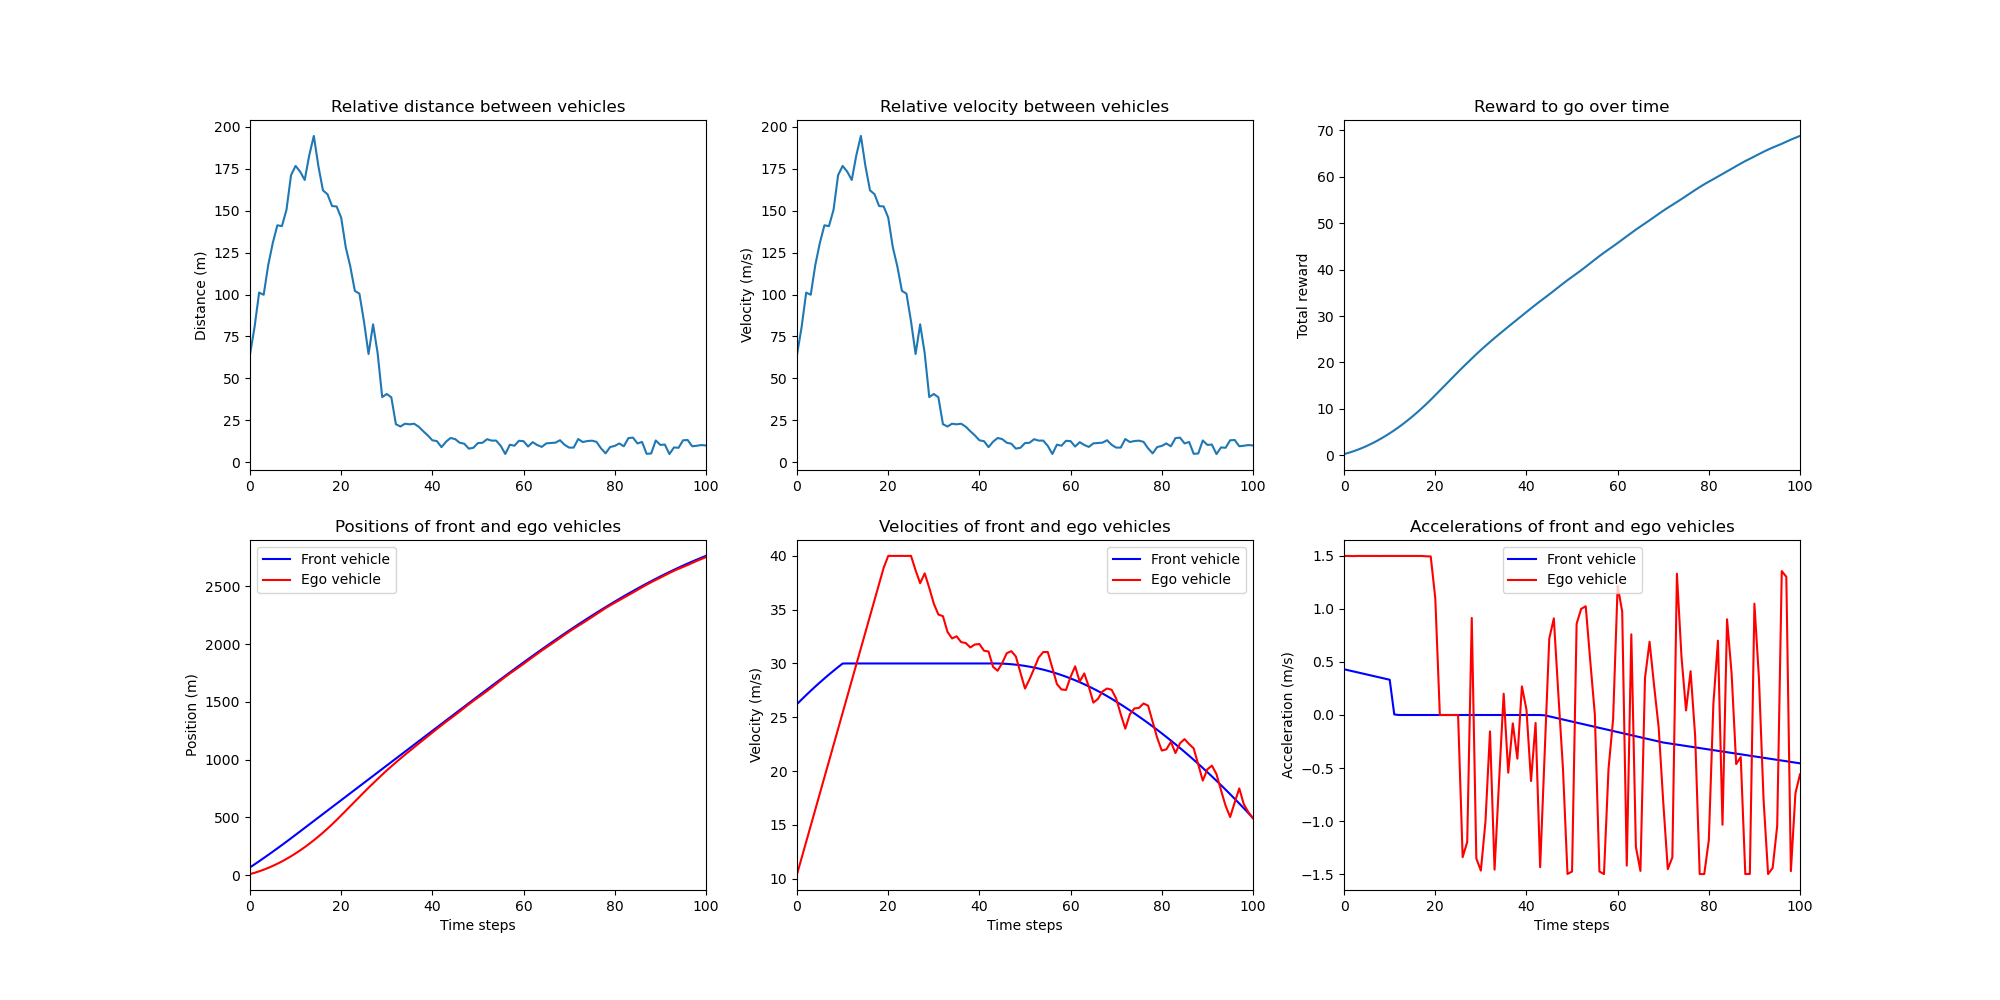 Relative distance between vehicles
Distance (m)
200
175
150
125
100
75
50
25
0
0 20 40 60 80 100
Relative velocity between vehicles
Velocity (m/s)
200
175
150
125
100
75
50
25
0
0 20 40 60 80 100
Reward to go over time
Total reward
70
60
50
40
30
20
10
0
0 20 40 60 80 100
Positions of front and ego vehicles
Front vehicle
Ego vehicle
Position (m)
2500
2000
1500
1000
500
0
0 20 40 60 80 100
Time steps
Velocities of front and ego vehicles
Front vehicle
Ego vehicle
Velocity (m/s)
40
35
30
25
20
15
10
0 20 40 60 80 100
Time steps
Accelerations of front and ego vehicles
Front vehicle
Ego vehicle
Acceleration (m/s)
1.5
1.0
0.5
0.0
−0.5
−1.0
−1.5
0 20 40 60 80 100
Time steps